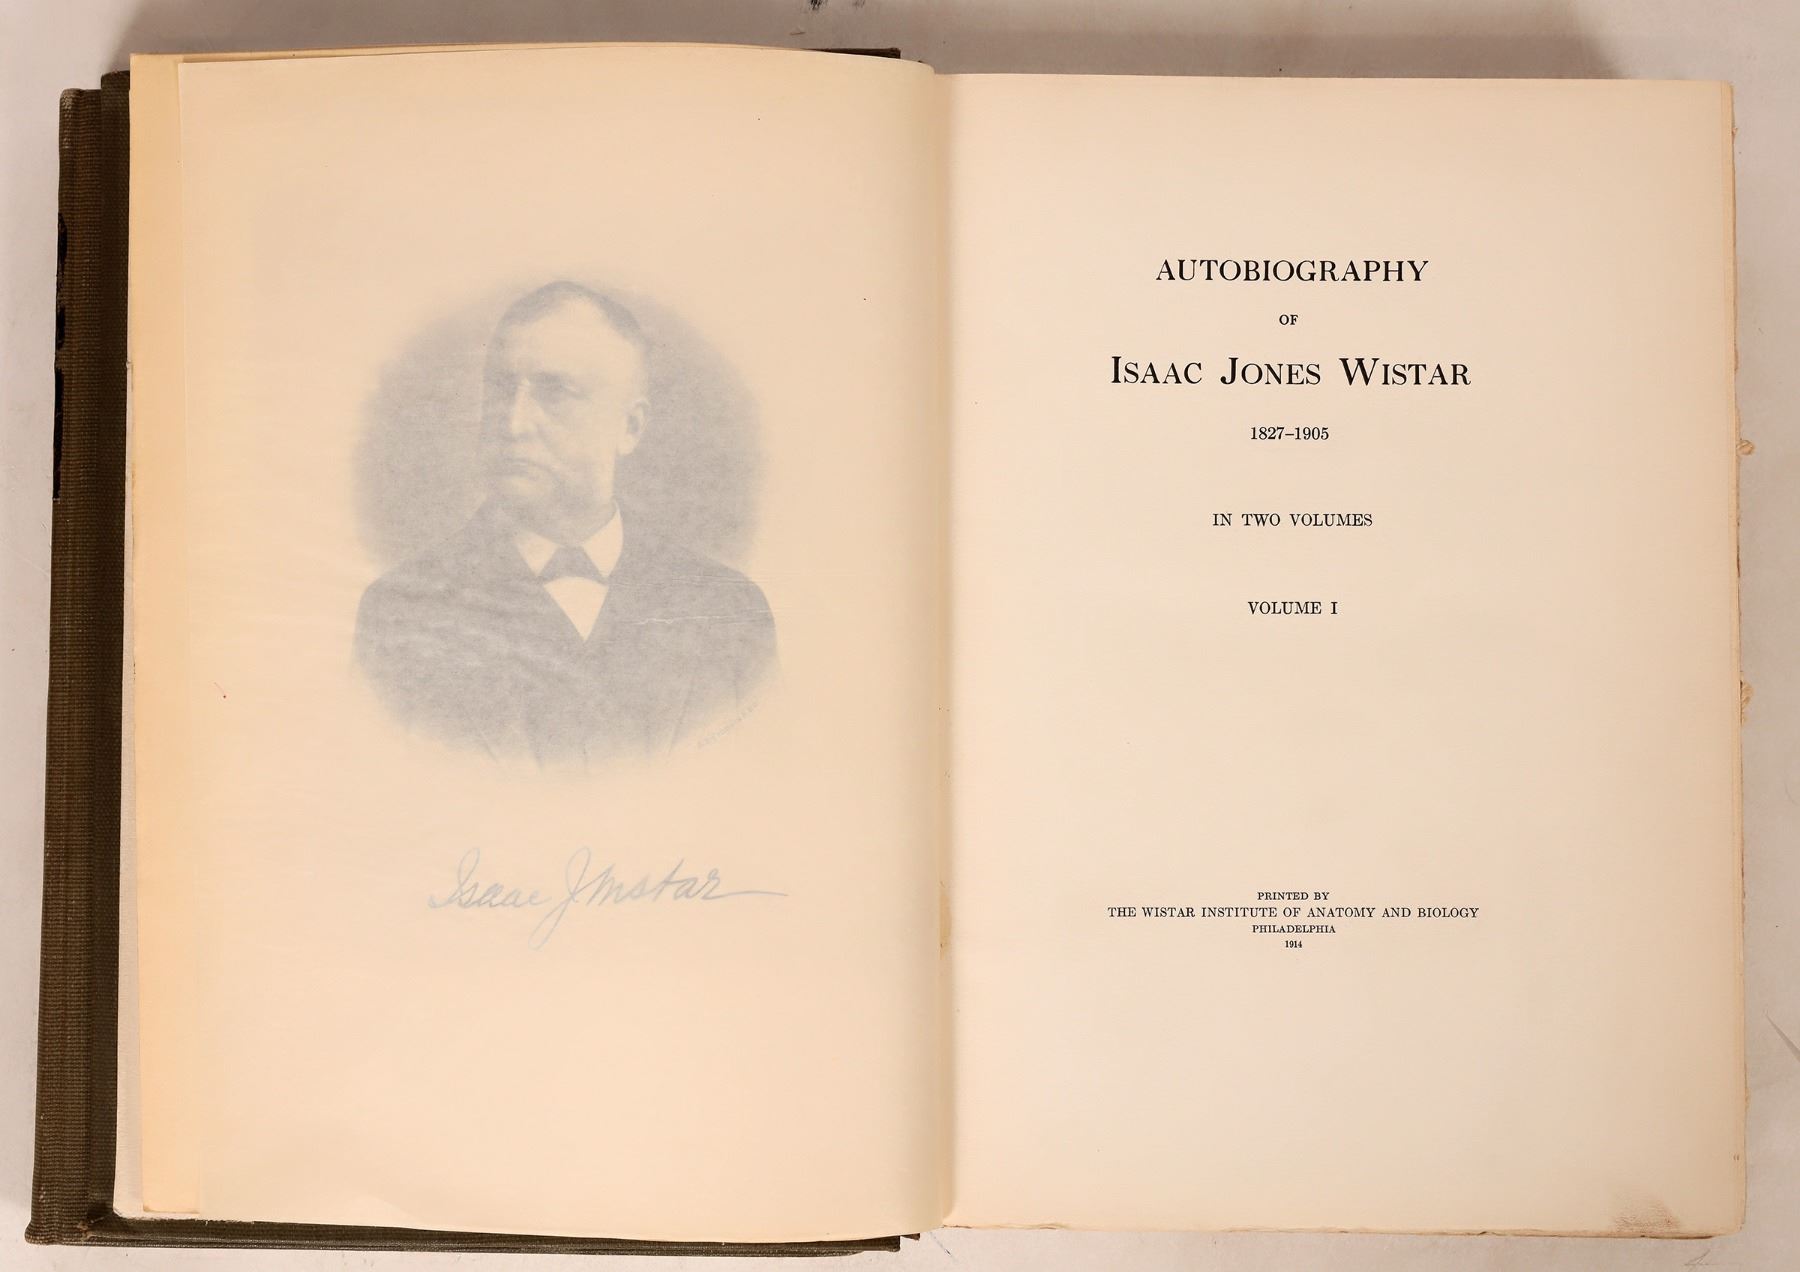 Isaac J Wistar
AUTOBIOGRAPHY
OF
ISAAC JONES WISTAR
1827–1905
IN TWO VOLUMES
VOLUME I
PRINTED BY
THE WISTAR INSTITUTE OF ANATOMY AND BIOLOGY
PHILADELPHIA
1914